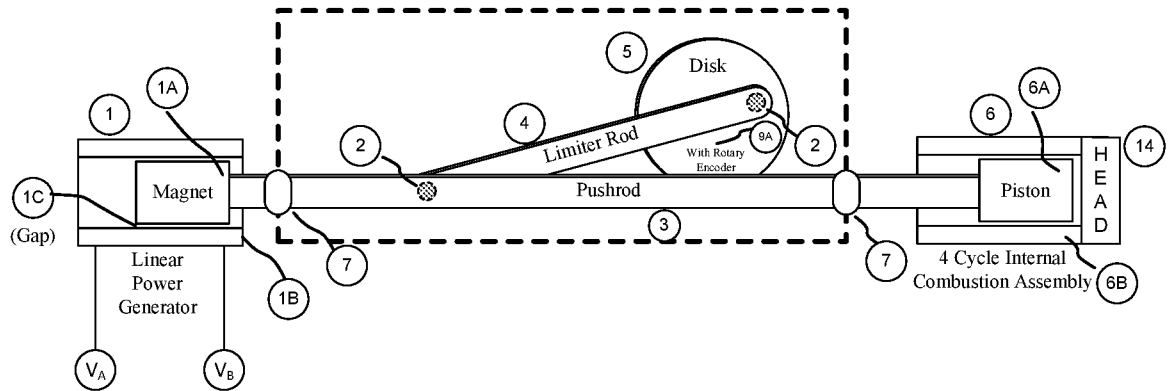 5
Disk
6A
1A
4
6
1
9A
2
14
2
Limiter Rod
With Rotary
Encoder
H
E
A
D
Magnet
Pushrod
Piston
1C
(Gap)
3
7
7
4 Cycle Internal
Combustion Assembly
6B
Linear
Power
Generator
1B
VA
VB